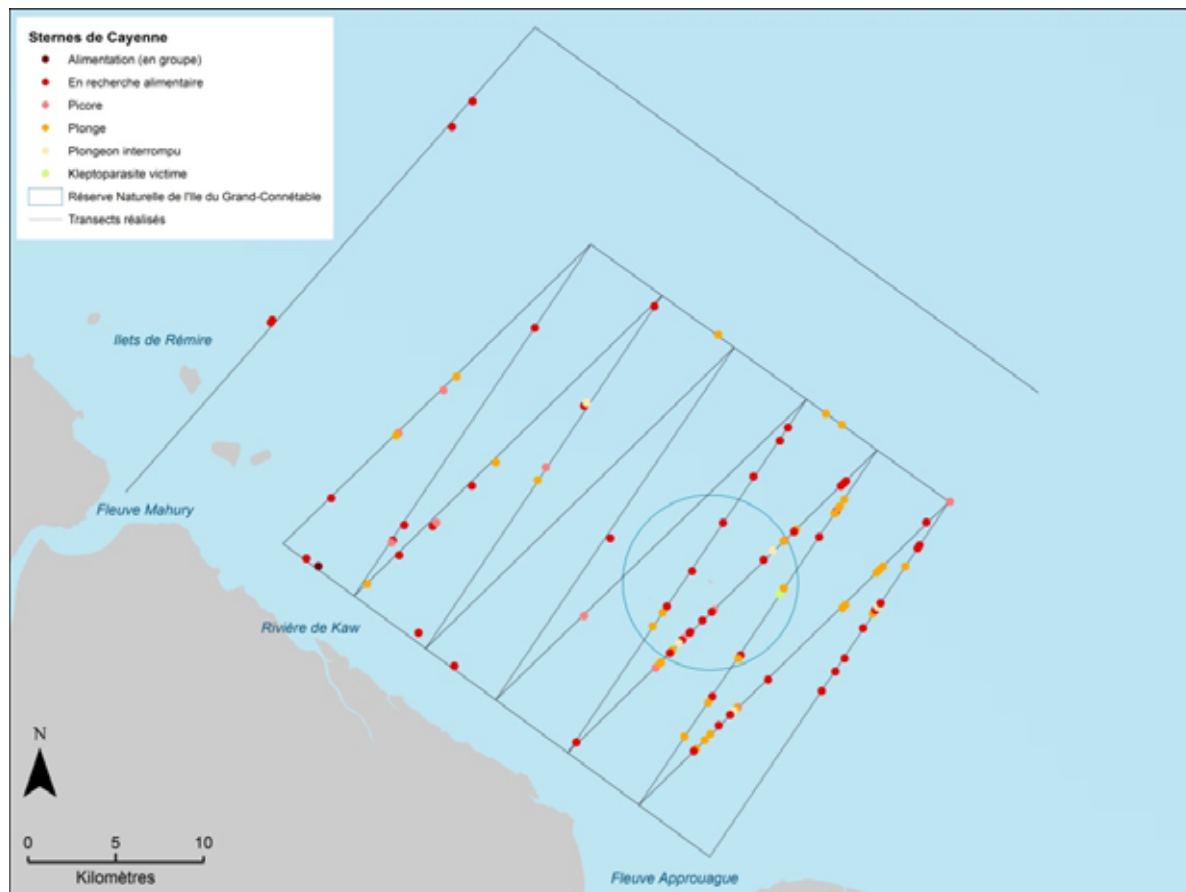 Sternes de Cayenne
Alimentation (en groupe)
En recherche alimentaire
Picore
Plonge
Plongeon interrompu
Kleptoparasite victime
Réserve Naturelle de l'Ile du Grand-Connétable
Transects réalisés
Ilets de Rémire
Fleuve Mahury
Rivière de Kaw
N
0 5 10
Kilomètres
Fleuve Approuague